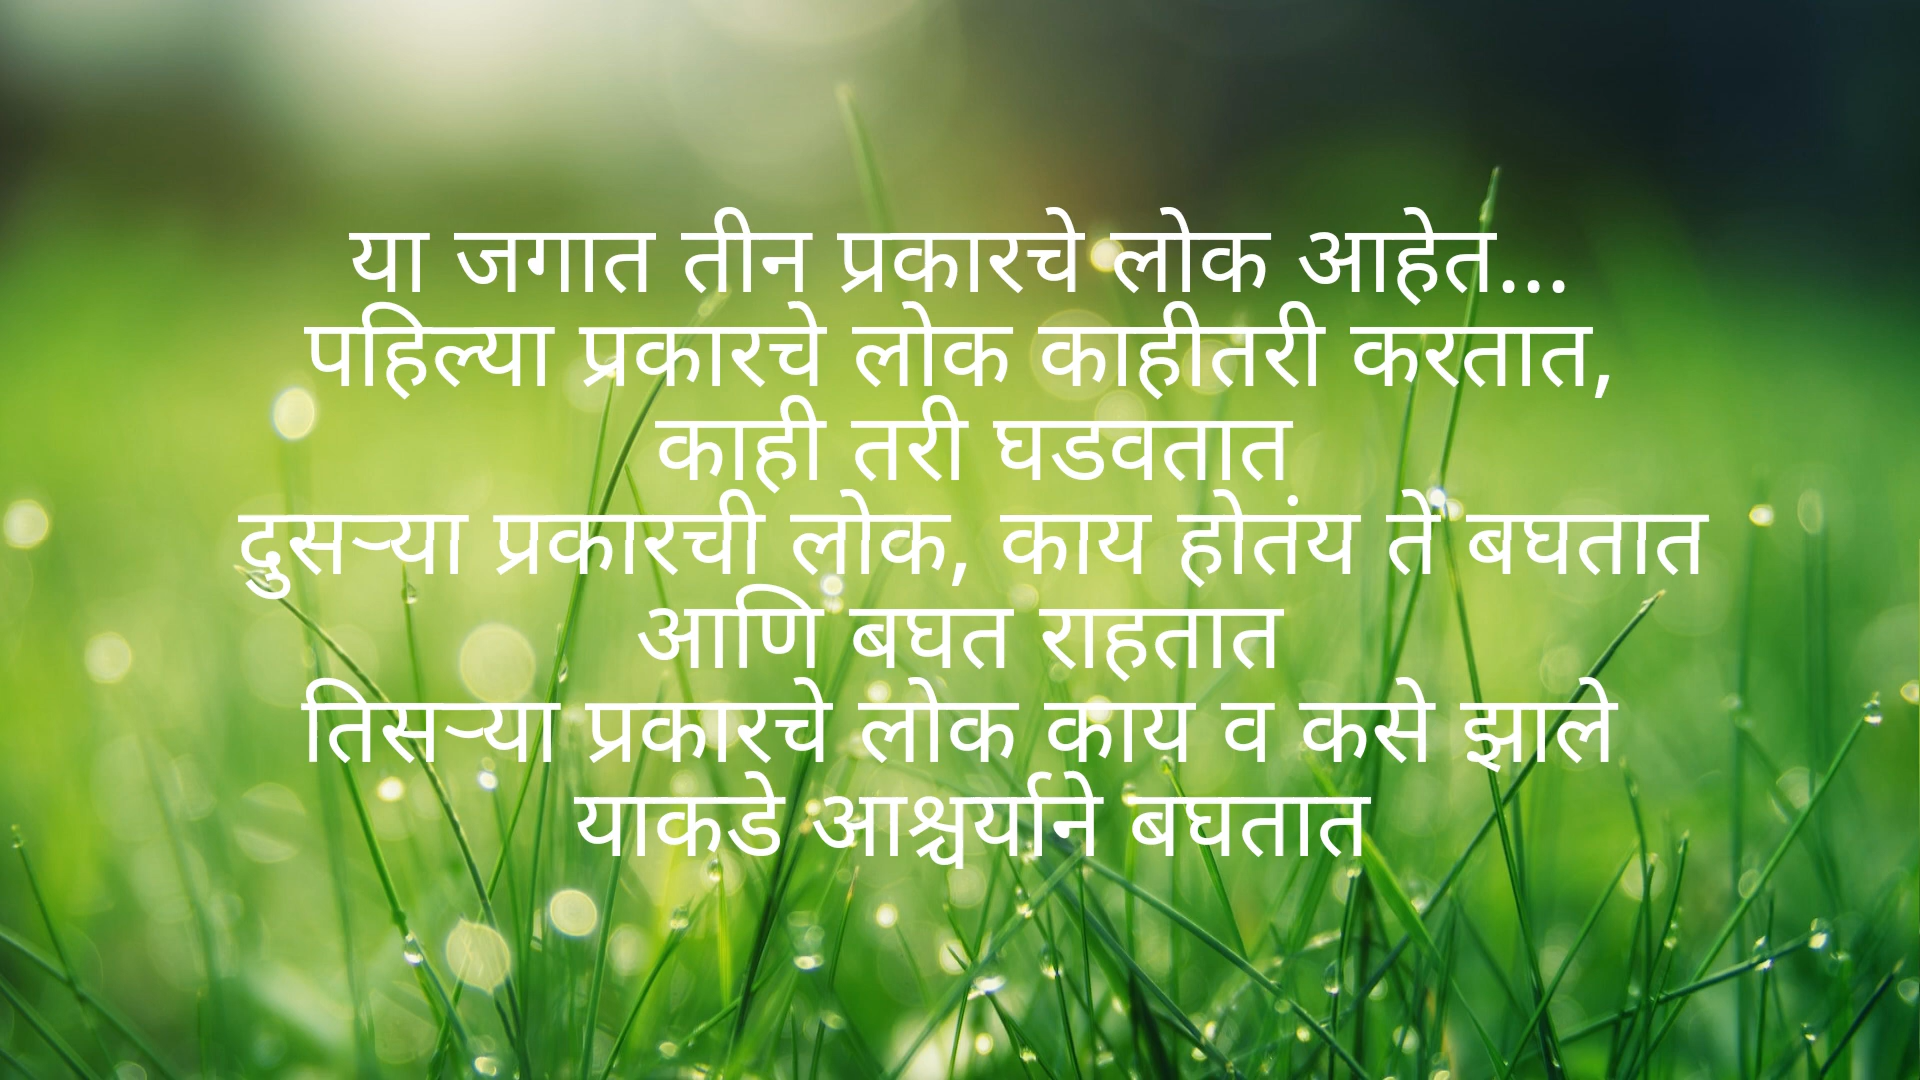 या जगात तीन प्रकारचे लोक आहेत...
पहिल्या प्रकारचे लोक काहीतरी करतात,
काही तरी घडवतात
दुसऱ्या प्रकारची लोक, काय होतंय ते बघतात
आणि बघत राहतात
तिसऱ्या प्रकारचे लोक काय व कसे झाले
याकडे आश्चर्याने बघतात